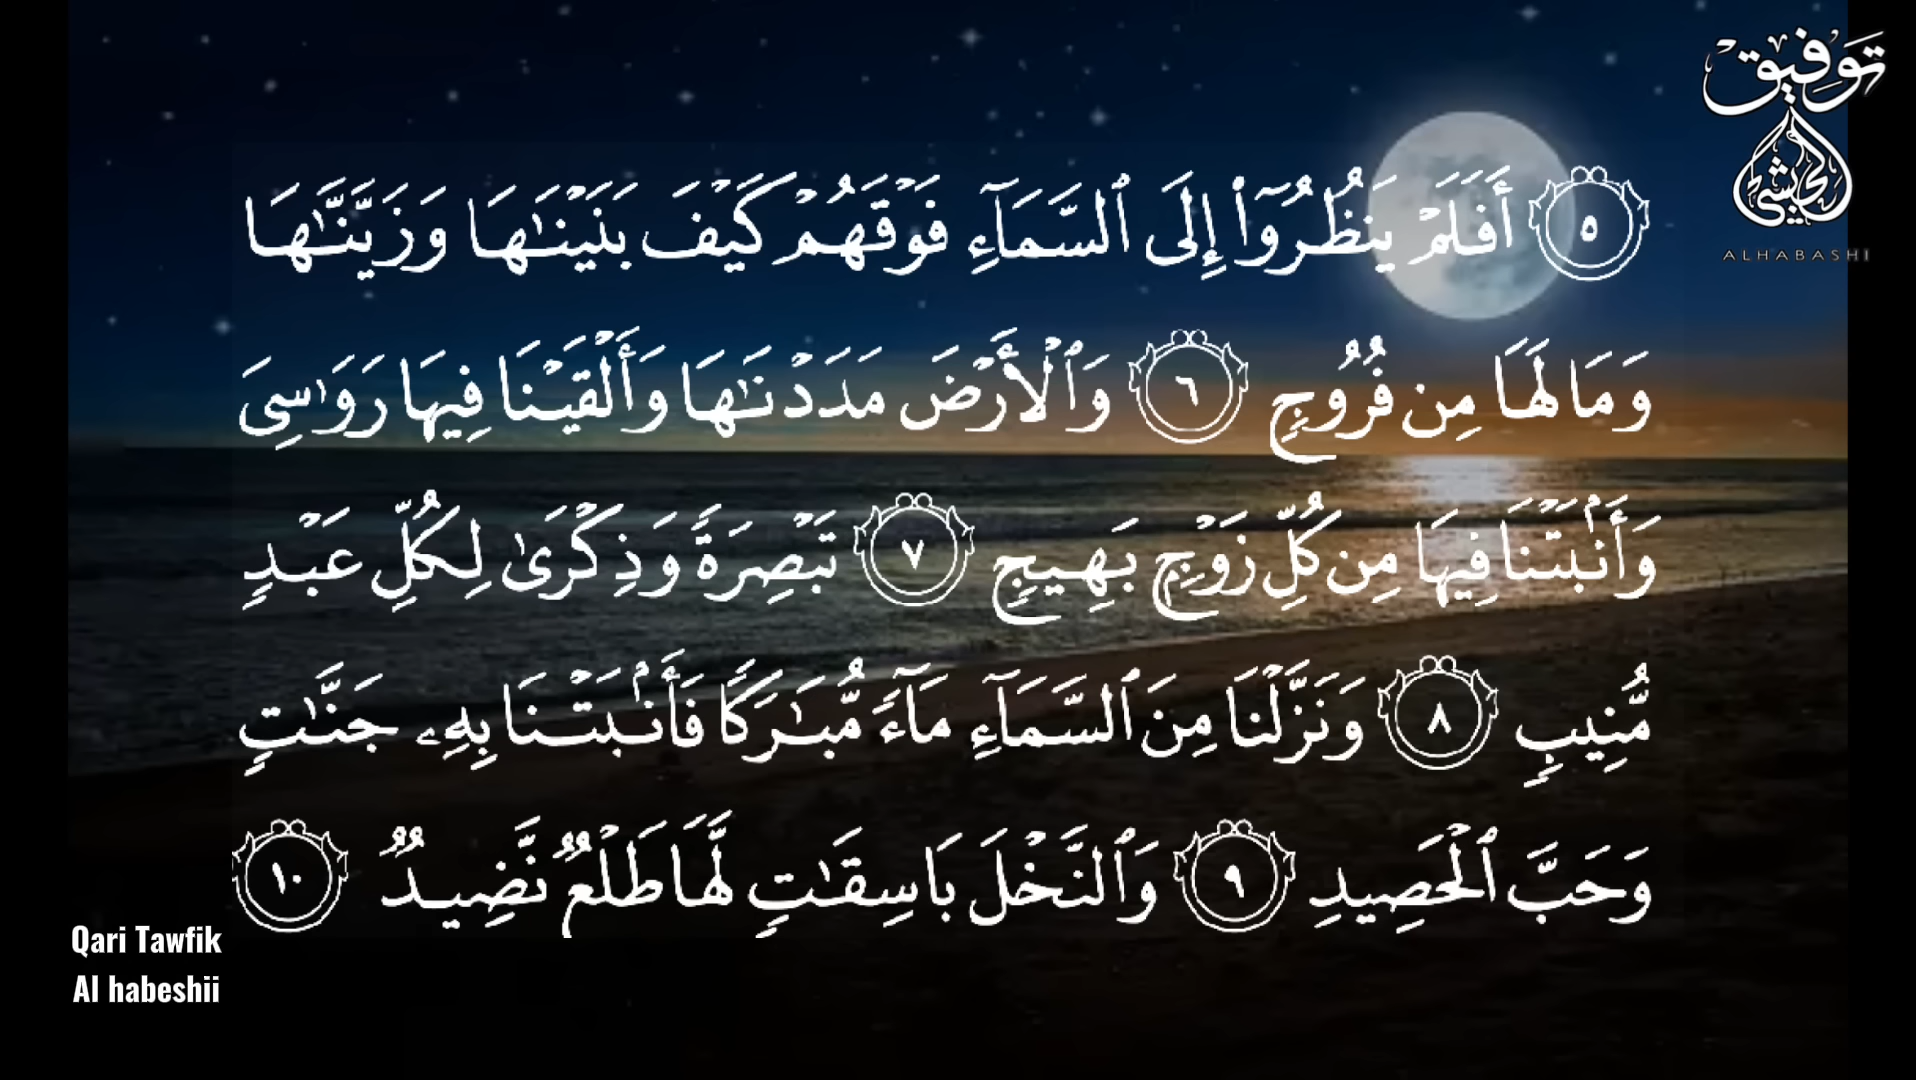 توفيق
الحبشي
ALHABASHI
٥ أَفَلَمْ يَنظُرُوٓا۟ إِلَى ٱلسَّمَآءِ فَوْقَهُمْ كَيْفَ بَنَيْنَـٰهَا وَزَيَّنَّـٰهَا
وَمَا لَهَا مِن فُرُوجٍ ٦ وَٱلْأَرْضَ مَدَدْنَـٰهَا وَأَلْقَيْنَا فِيهَا رَوَٰسِىَ
وَأَنۢبَتْنَا فِيهَا مِن كُلِّ زَوْجٍۭ بَهِيجٍ ٧ تَبْصِرَةً وَذِكْرَىٰ لِكُلِّ عَبْدٍ
مُّنِيبٍ ٨ وَنَزَّلْنَا مِنَ ٱلسَّمَآءِ مَآءً مُّبَـٰرَكًا فَأَنۢبَتْنَا بِهِۦ جَنَّـٰتٍ
وَحَبَّ ٱلْحَصِيدِ ٩ وَٱلنَّخْلَ بَاسِقَـٰتٍ لَّهَا طَلْعٌ نَّضِيدٌ ١٠
Qari Tawfik
Al habeshii